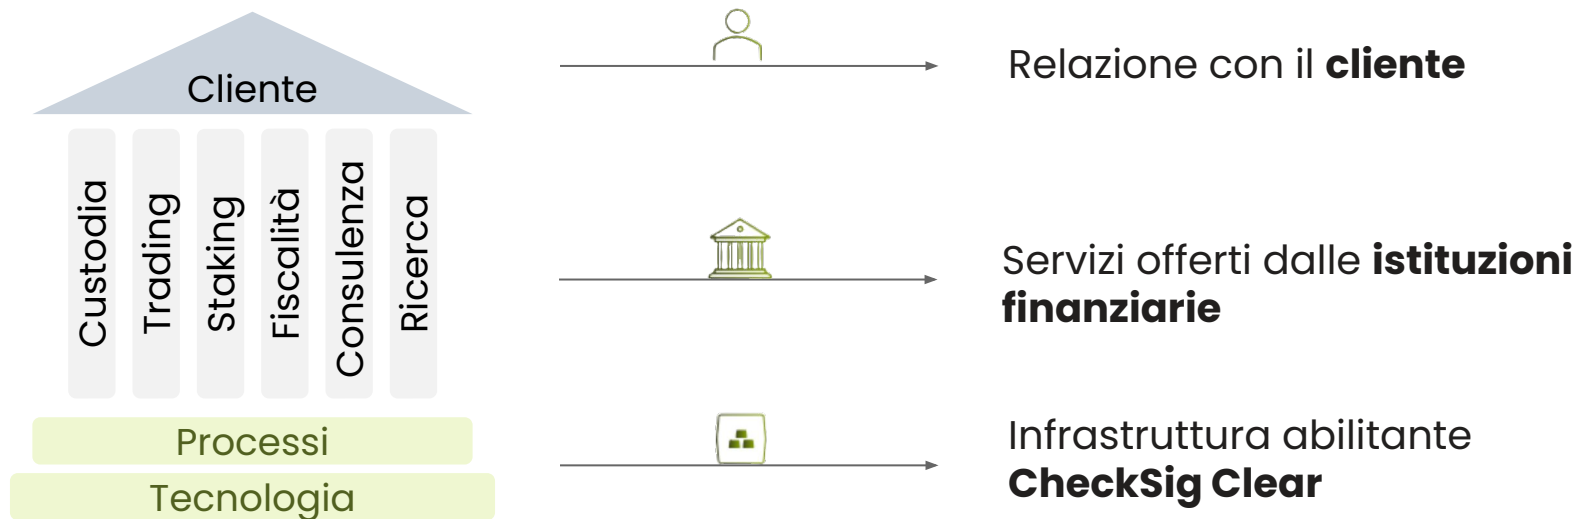 Cliente
Relazione con il cliente
Custodia
Trading
Staking
Fiscalità
Consulenza
Ricerca
Servizi offerti dalle istituzioni
finanziarie
Processi
Tecnologia
Infrastruttura abilitante
CheckSig Clear